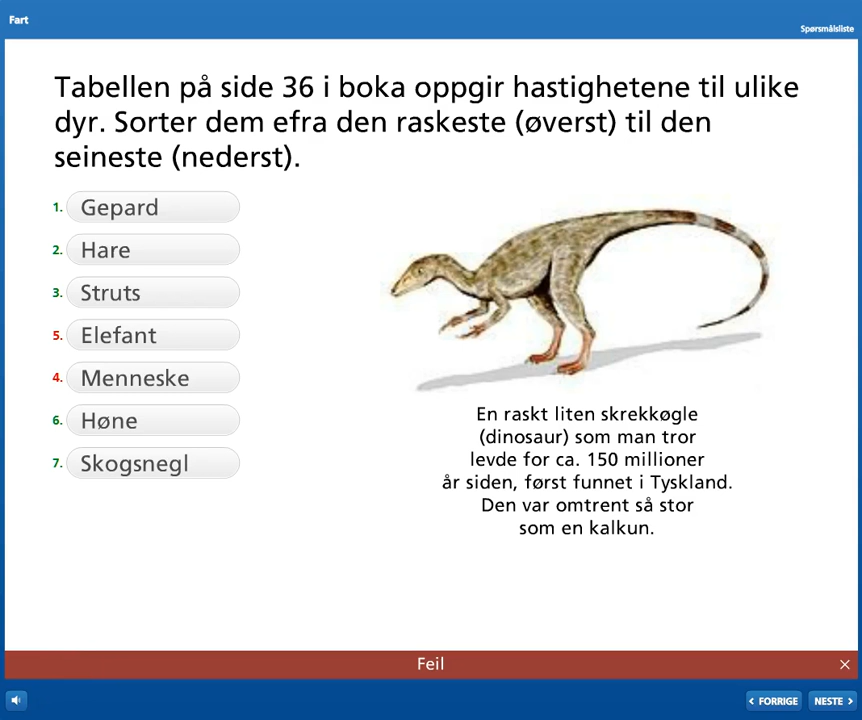 Fart
Spørsmålsliste
Tabellen på side 36 i boka oppgir hastighetene til ulike
dyr. Sorter dem efra den raskeste (øverst) til den
seineste (nederst).
1. Gepard
2. Hare
3. Struts
5. Elefant
4. Menneske
6. Høne
7. Skogsnegl
En raskt liten skrekkøgle
(dinosaur) som man tror
levde for ca. 150 millioner
år siden, først funnet i Tyskland.
Den var omtrent så stor
som en kalkun.
Feil
FORRIGE
NESTE